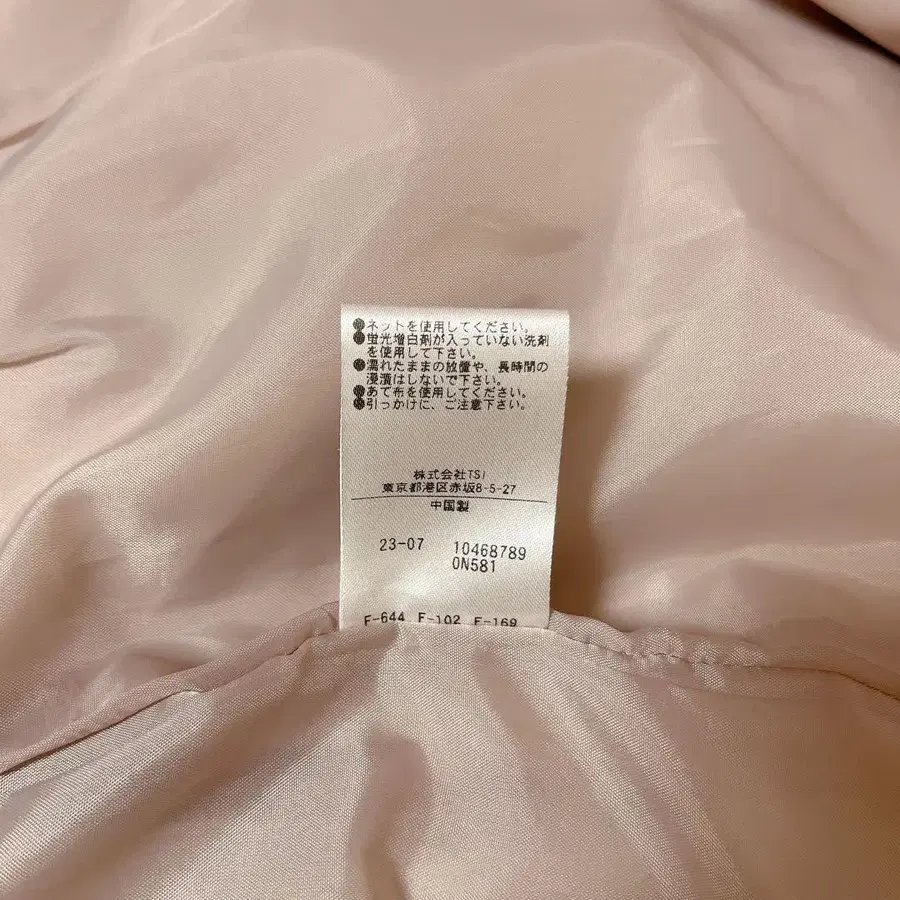 ●ネットを使用してください。
●蛍光増白剤が入っていない洗剤
を使用して下さい。
●濡れたままの放置や、長時間の
浸漬はしないで下さい。
●あて布を使用してください。
●引っかけに、ご注意下さい。
株式会社TSI
東京都港区赤坂8-5-27
中国製
23-07 10468789
0N581
F-644 F-102 F-169